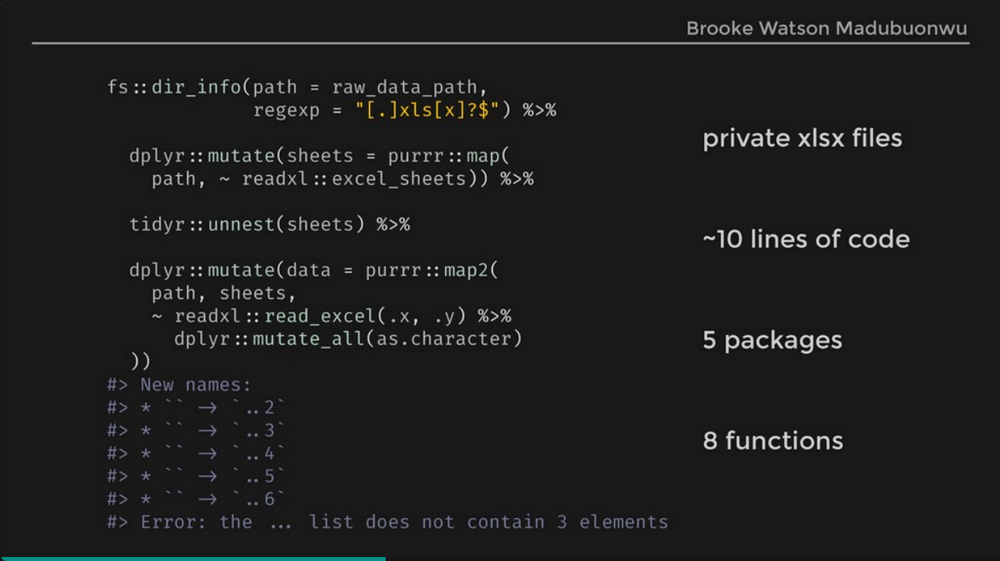 Brooke Watson Madubuonwu
fs::dir_info(path = raw_data_path,
regexp = "[.]xls[x]?$") %>%
dplyr::mutate(sheets = purrr::map(
path, ~ readxl::excel_sheets)) %>%
tidyr::unnest(sheets) %>%
dplyr::mutate(data = purrr::map2(
path, sheets,
~ readxl::read_excel(.x, .y) %>%
dplyr::mutate_all(as.character)
))
#> New names:
#> * `` -> `..2`
#> * `` -> `..3`
#> * `` -> `..4`
#> * `` -> `..5`
#> * `` -> `..6`
#> Error: the ... list does not contain 3 elements
private xlsx files
~10 lines of code
5 packages
8 functions